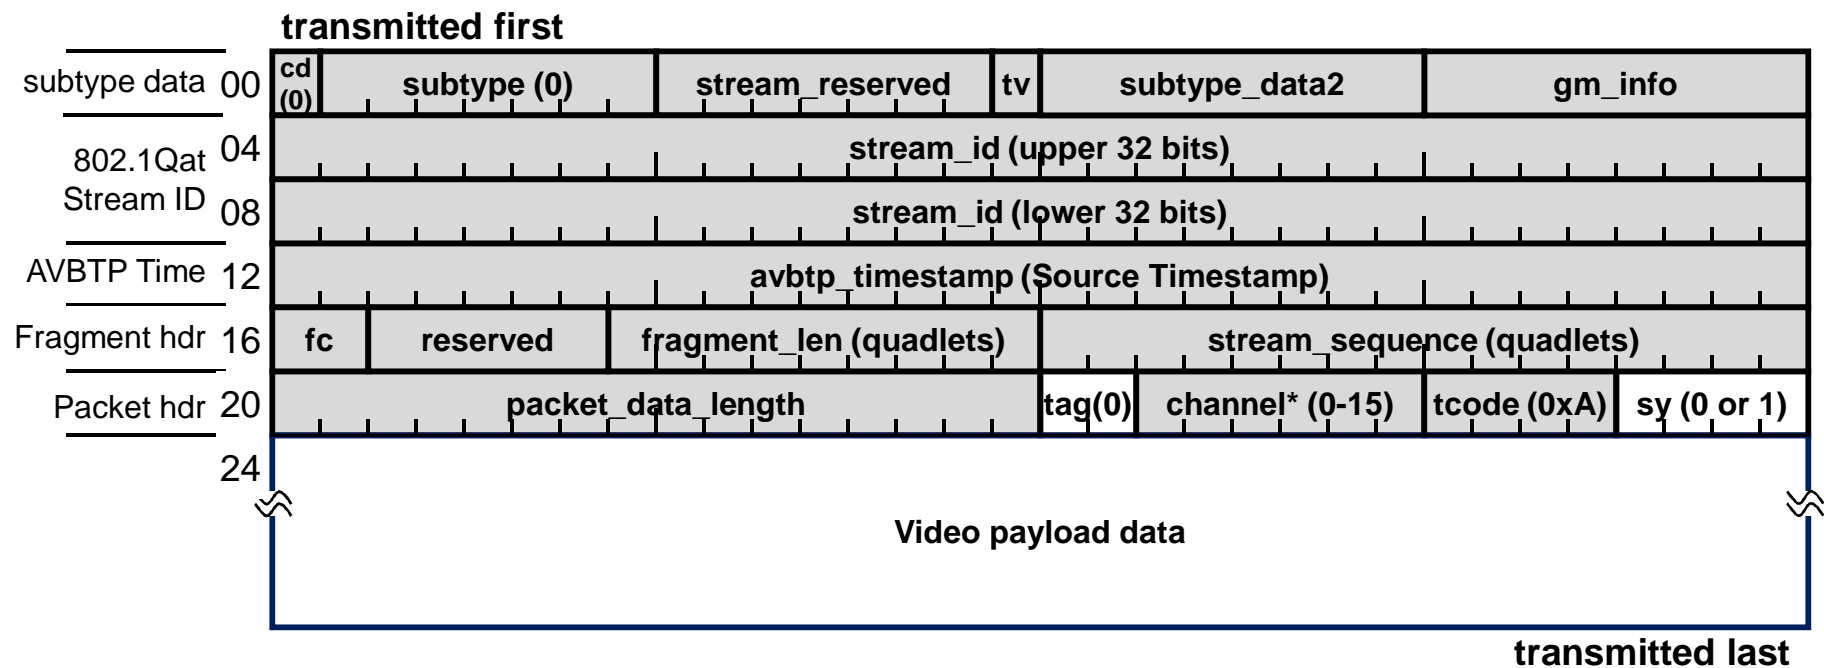 transmitted first
subtype data 00 cd (0) subtype (0) stream_reserved tv subtype_data2 gm_info
802.1Qat Stream ID
04 stream_id (upper 32 bits)
08 stream_id (lower 32 bits)
AVBTP Time 12 avbtp_timestamp (Source Timestamp)
Fragment hdr 16 fc reserved fragment_len (quadlets) stream_sequence (quadlets)
Packet hdr 20 packet_data_length tag(0) channel* (0-15) tcode (0xA) sy (0 or 1)
24
Video payload data
transmitted last